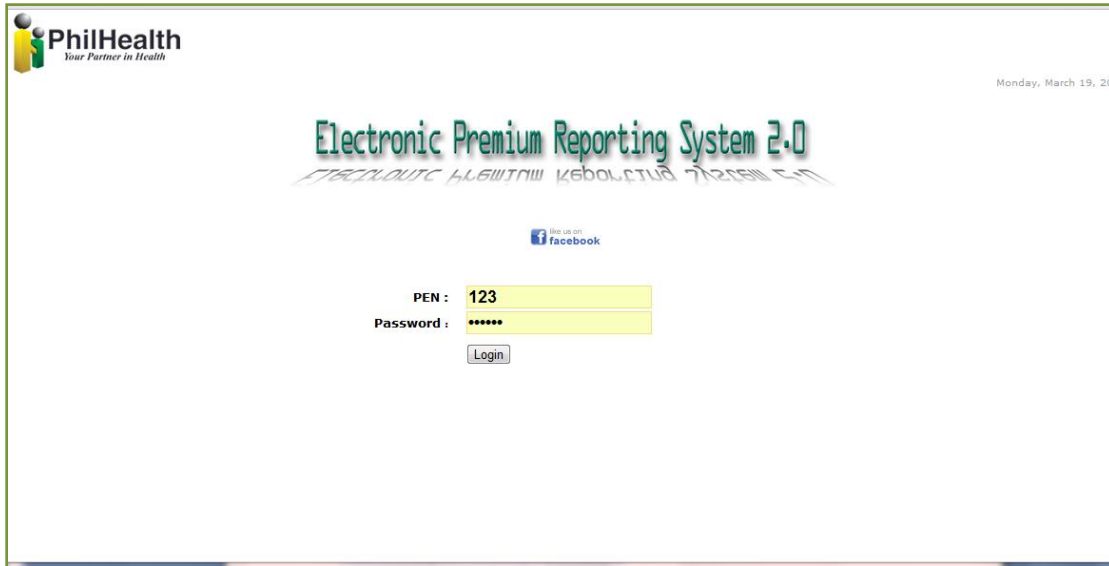 PhilHealth
Your Partner in Health
Monday, March 19,
Electronic Premium Reporting System 2.0
like us on
facebook
PEN : 123
Password : ••••••
Login